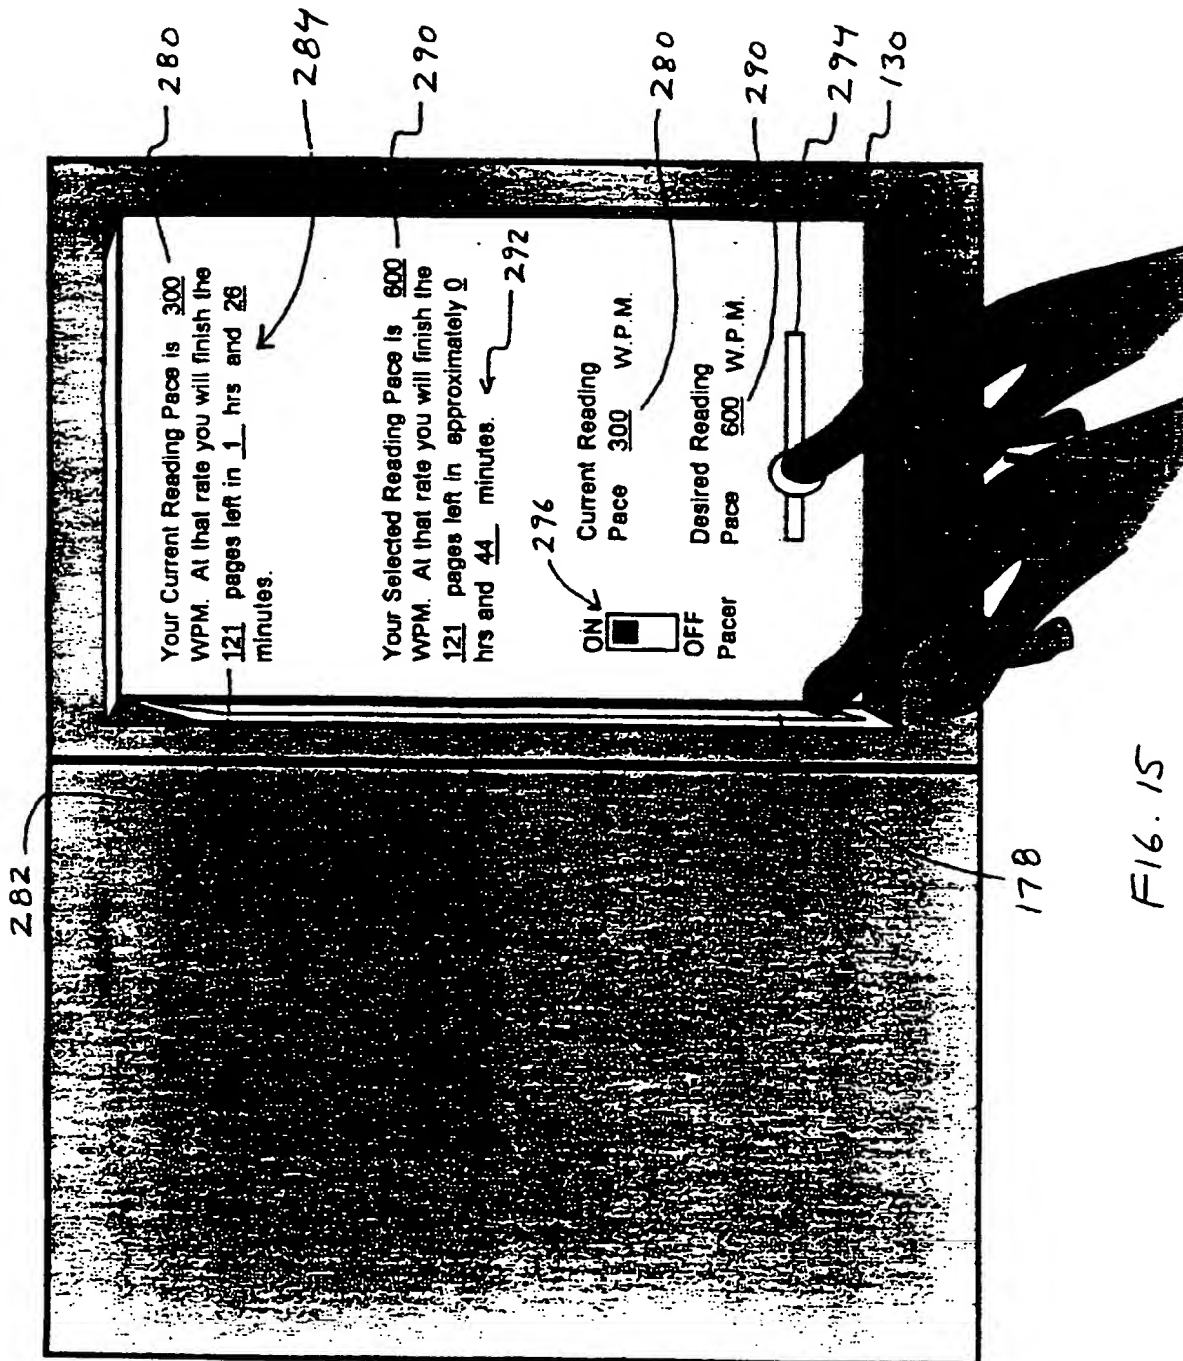 282
Your Current Reading Pace is 300
WPM. At that rate you will finish the
121 pages left in 1 hrs and 26
minutes.
280
284
Your Selected Reading Pace is 600
WPM. At that rate you will finish the
121 pages left in approximately 0
hrs and 44 minutes.
290
292
296
ON
OFF
Pacer
Current Reading
Pace 300 W.P.M.
280
Desired Reading
Pace 600 W.P.M.
290
294
130
178
FIG. 15